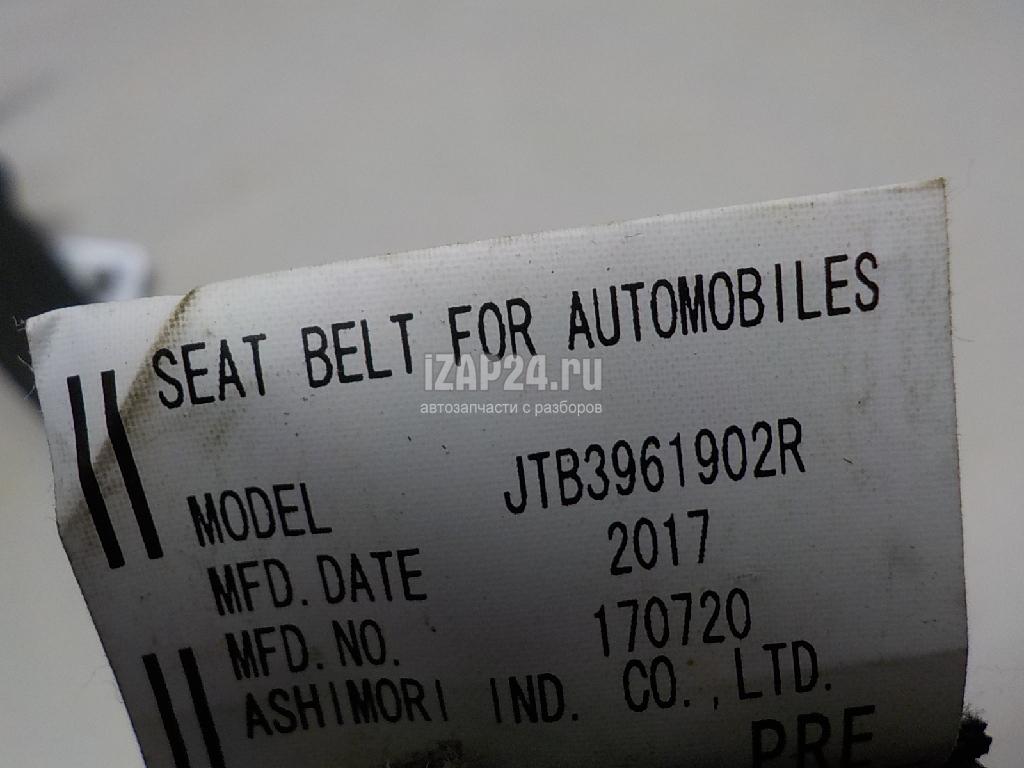 SEAT BELT FOR AUTOMOBILES
iZAP24.ru
автозапчасти с разборов
MODEL JTB3961902R
MFD. DATE 2017
MFD. NO. 170720
ASHIMORI IND. CO.,LTD.
PRE